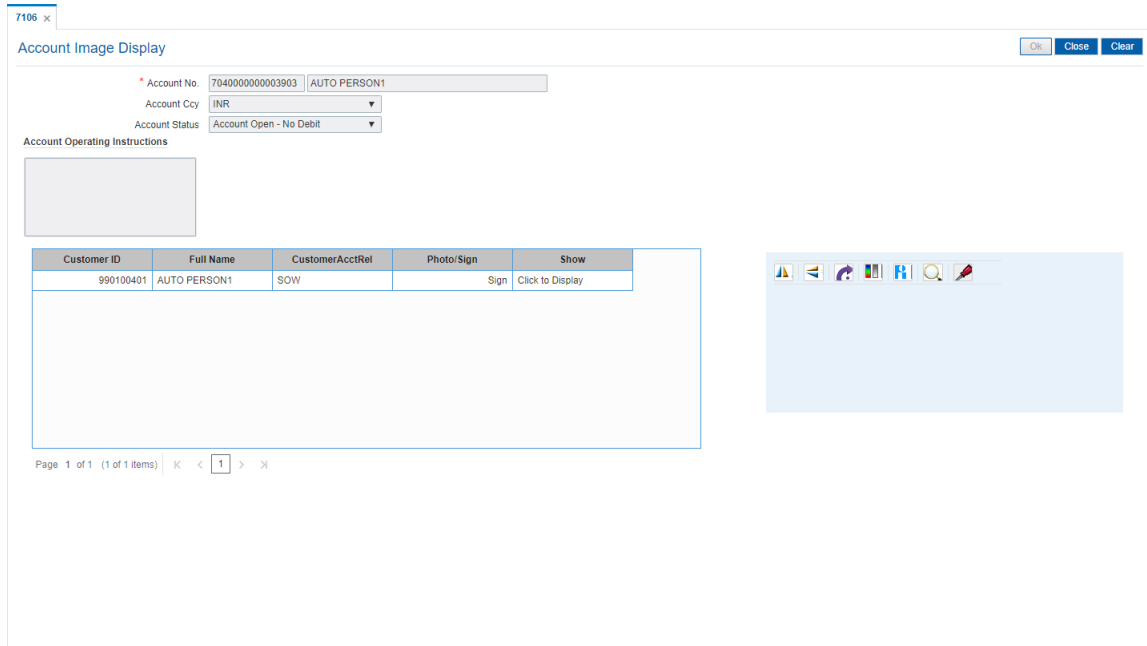 7106 ×
Account Image Display
Ok Close Clear
* Account No. 7040000000003903 AUTO PERSON1
Account Ccy INR
Account Status Account Open - No Debit
Account Operating Instructions
Customer ID Full Name CustomerAcctRel Photo/Sign Show
990100401 AUTO PERSON1 SOW Sign Click to Display
Page 1 of 1 (1 of 1 items) 1